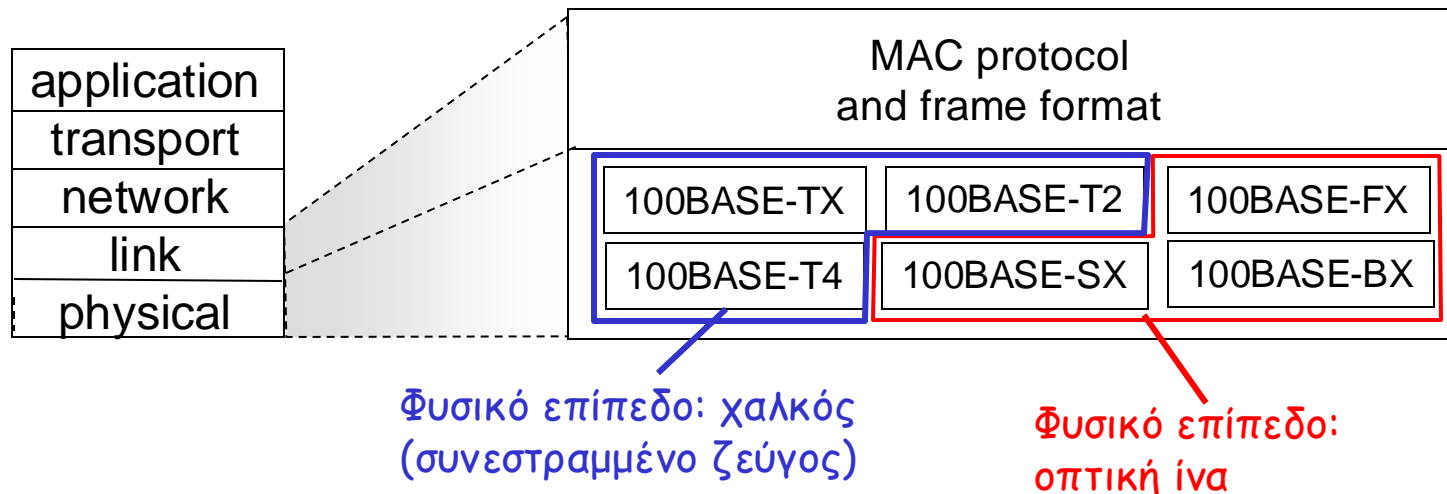 application
transport
network
link
physical
MAC protocol
and frame format
100BASE-TX
100BASE-T2
100BASE-FX
100BASE-T4
100BASE-SX
100BASE-BX
Φυσικό επίπεδο: χαλκός
(συνεστραμμένο ζεύγος)
Φυσικό επίπεδο:
οπτική ίνα